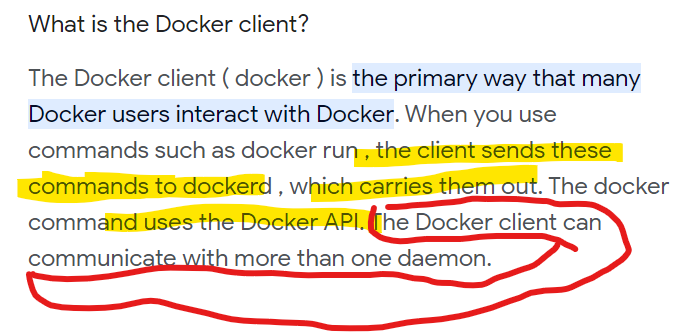 What is the Docker client?
The Docker client ( docker ) is the primary way that many
Docker users interact with Docker. When you use
commands such as docker run , the client sends these
commands to dockerd , which carries them out. The docker
command uses the Docker API. The Docker client can
communicate with more than one daemon.